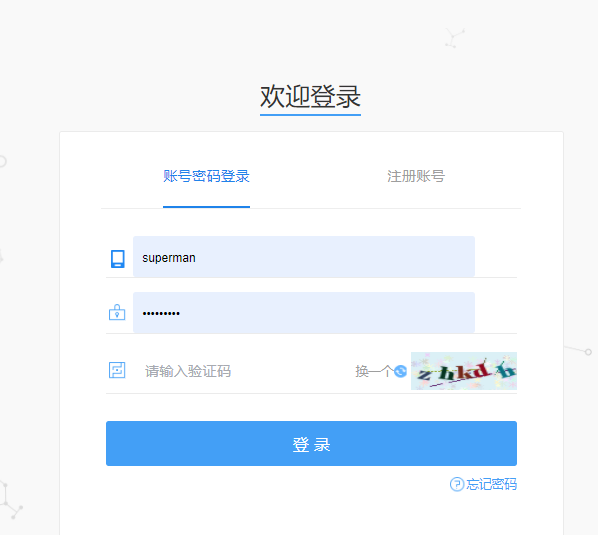 欢迎登录
账号密码登录 注册账号
superman
•••••••••
请输入验证码 换一个
登 录
忘记密码